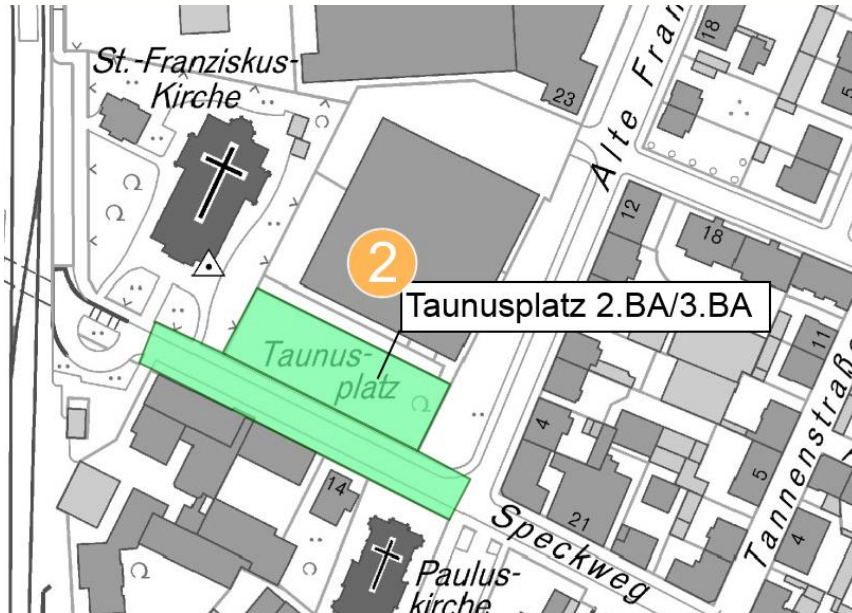 St.-Franziskus-
Kirche
23
18
5
Alte Fran
12
18
2
Taunusplatz 2.BA/3.BA
Taunus-
platz
11
4
5
14
21
4
Speckweg
Tannenstraße
Paulus-
kirche